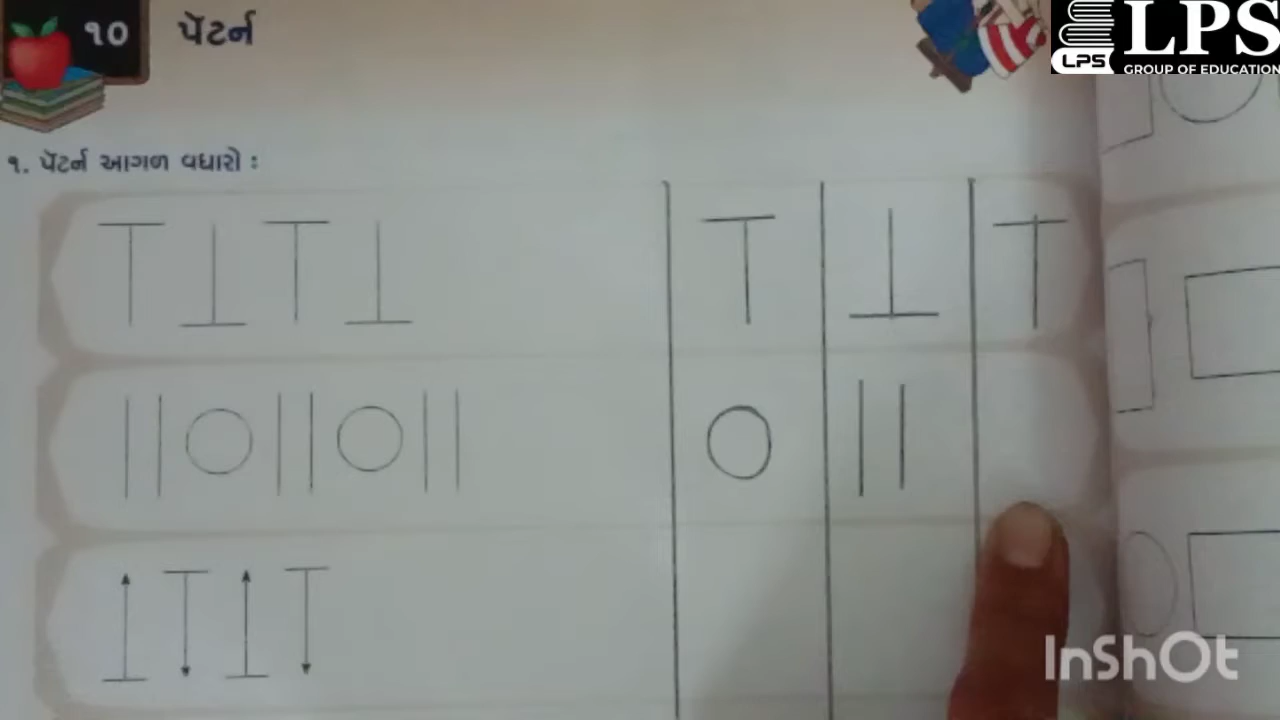 ૧૦ પૅટર્ન
LPS
LPS
GROUP OF EDUCATION
૧. પૅટર્ન આગળ વધારો :
InShOt